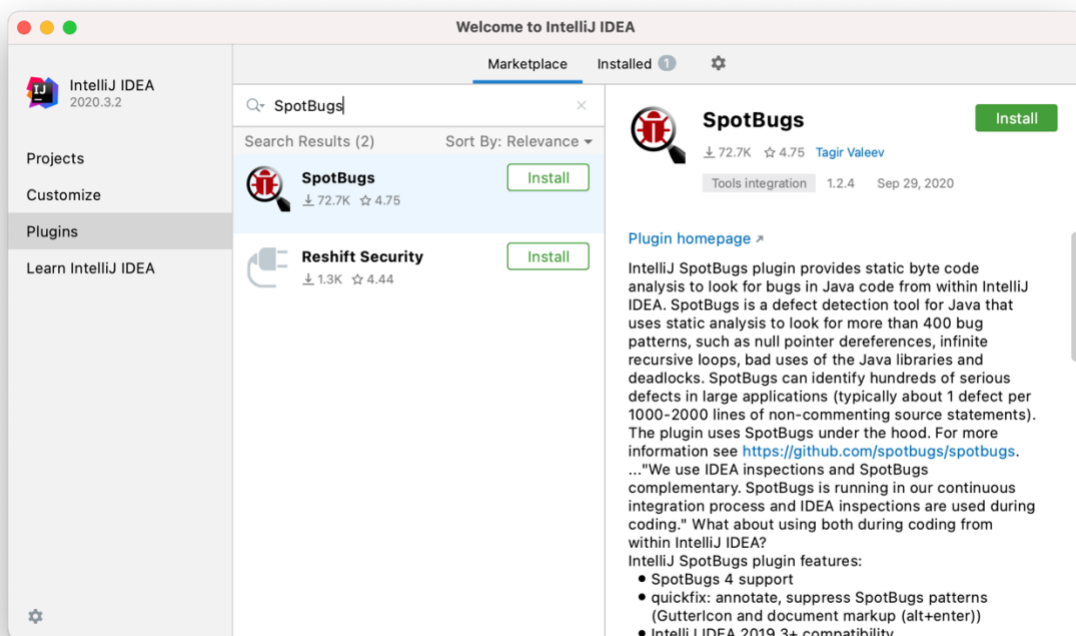 Welcome to IntelliJ IDEA
IJ
IntelliJ IDEA
2020.3.2
Projects
Customize
Plugins
Learn IntelliJ IDEA
Marketplace
Installed 1
SpotBugs
Search Results (2)
Sort By: Relevance
SpotBugs
72.7K 4.75
Install
Reshift Security
1.3K 4.44
Install
SpotBugs
Install
72.7K 4.75 Tagir Valeev
Tools integration 1.2.4 Sep 29, 2020
Plugin homepage
IntelliJ SpotBugs plugin provides static byte code
analysis to look for bugs in Java code from within IntelliJ
IDEA. SpotBugs is a defect detection tool for Java that
uses static analysis to look for more than 400 bug
patterns, such as null pointer dereferences, infinite
recursive loops, bad uses of the Java libraries and
deadlocks. SpotBugs can identify hundreds of serious
defects in large applications (typically about 1 defect per
1000-2000 lines of non-commenting source statements).
The plugin uses SpotBugs under the hood. For more
information see https://github.com/spotbugs/spotbugs.
..."We use IDEA inspections and SpotBugs
complementary. SpotBugs is running in our continuous
integration process and IDEA inspections are used during
coding." What about using both during coding from
within IntelliJ IDEA?
IntelliJ SpotBugs plugin features:
• SpotBugs 4 support
• quickfix: annotate, suppress SpotBugs patterns
(GutterIcon and document markup (alt+enter))
• IntelliJ IDEA 2019.3+ compatibility